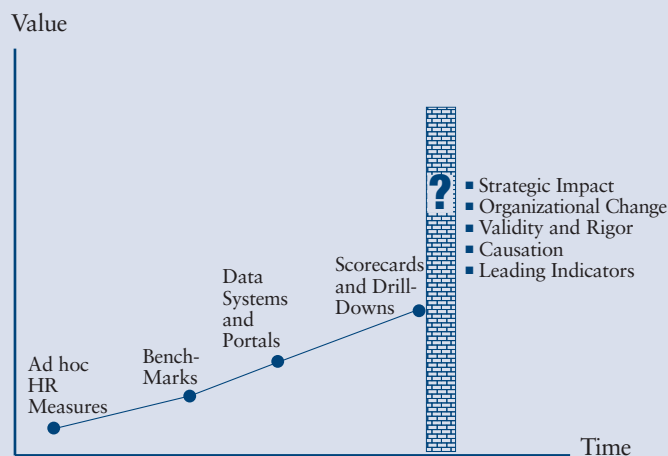 Value
?
■ Strategic Impact
■ Organizational Change
■ Validity and Rigor
■ Causation
■ Leading Indicators
Scorecards
and Drill-
Downs
Data
Systems
and
Portals
Bench-
Marks
Ad hoc
HR
Measures
Time